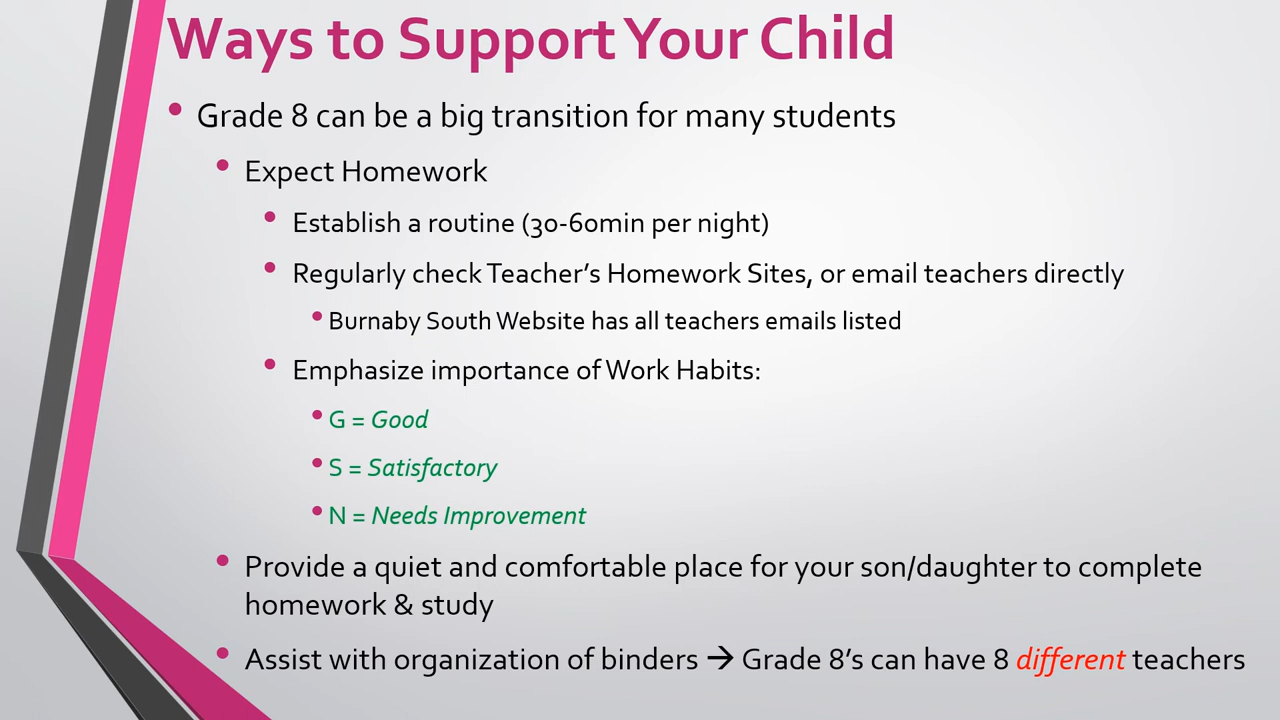 Ways to Support Your Child
• Grade 8 can be a big transition for many students
• Expect Homework
• Establish a routine (30-60min per night)
• Regularly check Teacher's Homework Sites, or email teachers directly
• Burnaby South Website has all teachers emails listed
• Emphasize importance of Work Habits:
• G = Good
• S = Satisfactory
• N = Needs Improvement
• Provide a quiet and comfortable place for your son/daughter to complete
homework & study
• Assist with organization of binders → Grade 8's can have 8 different teachers